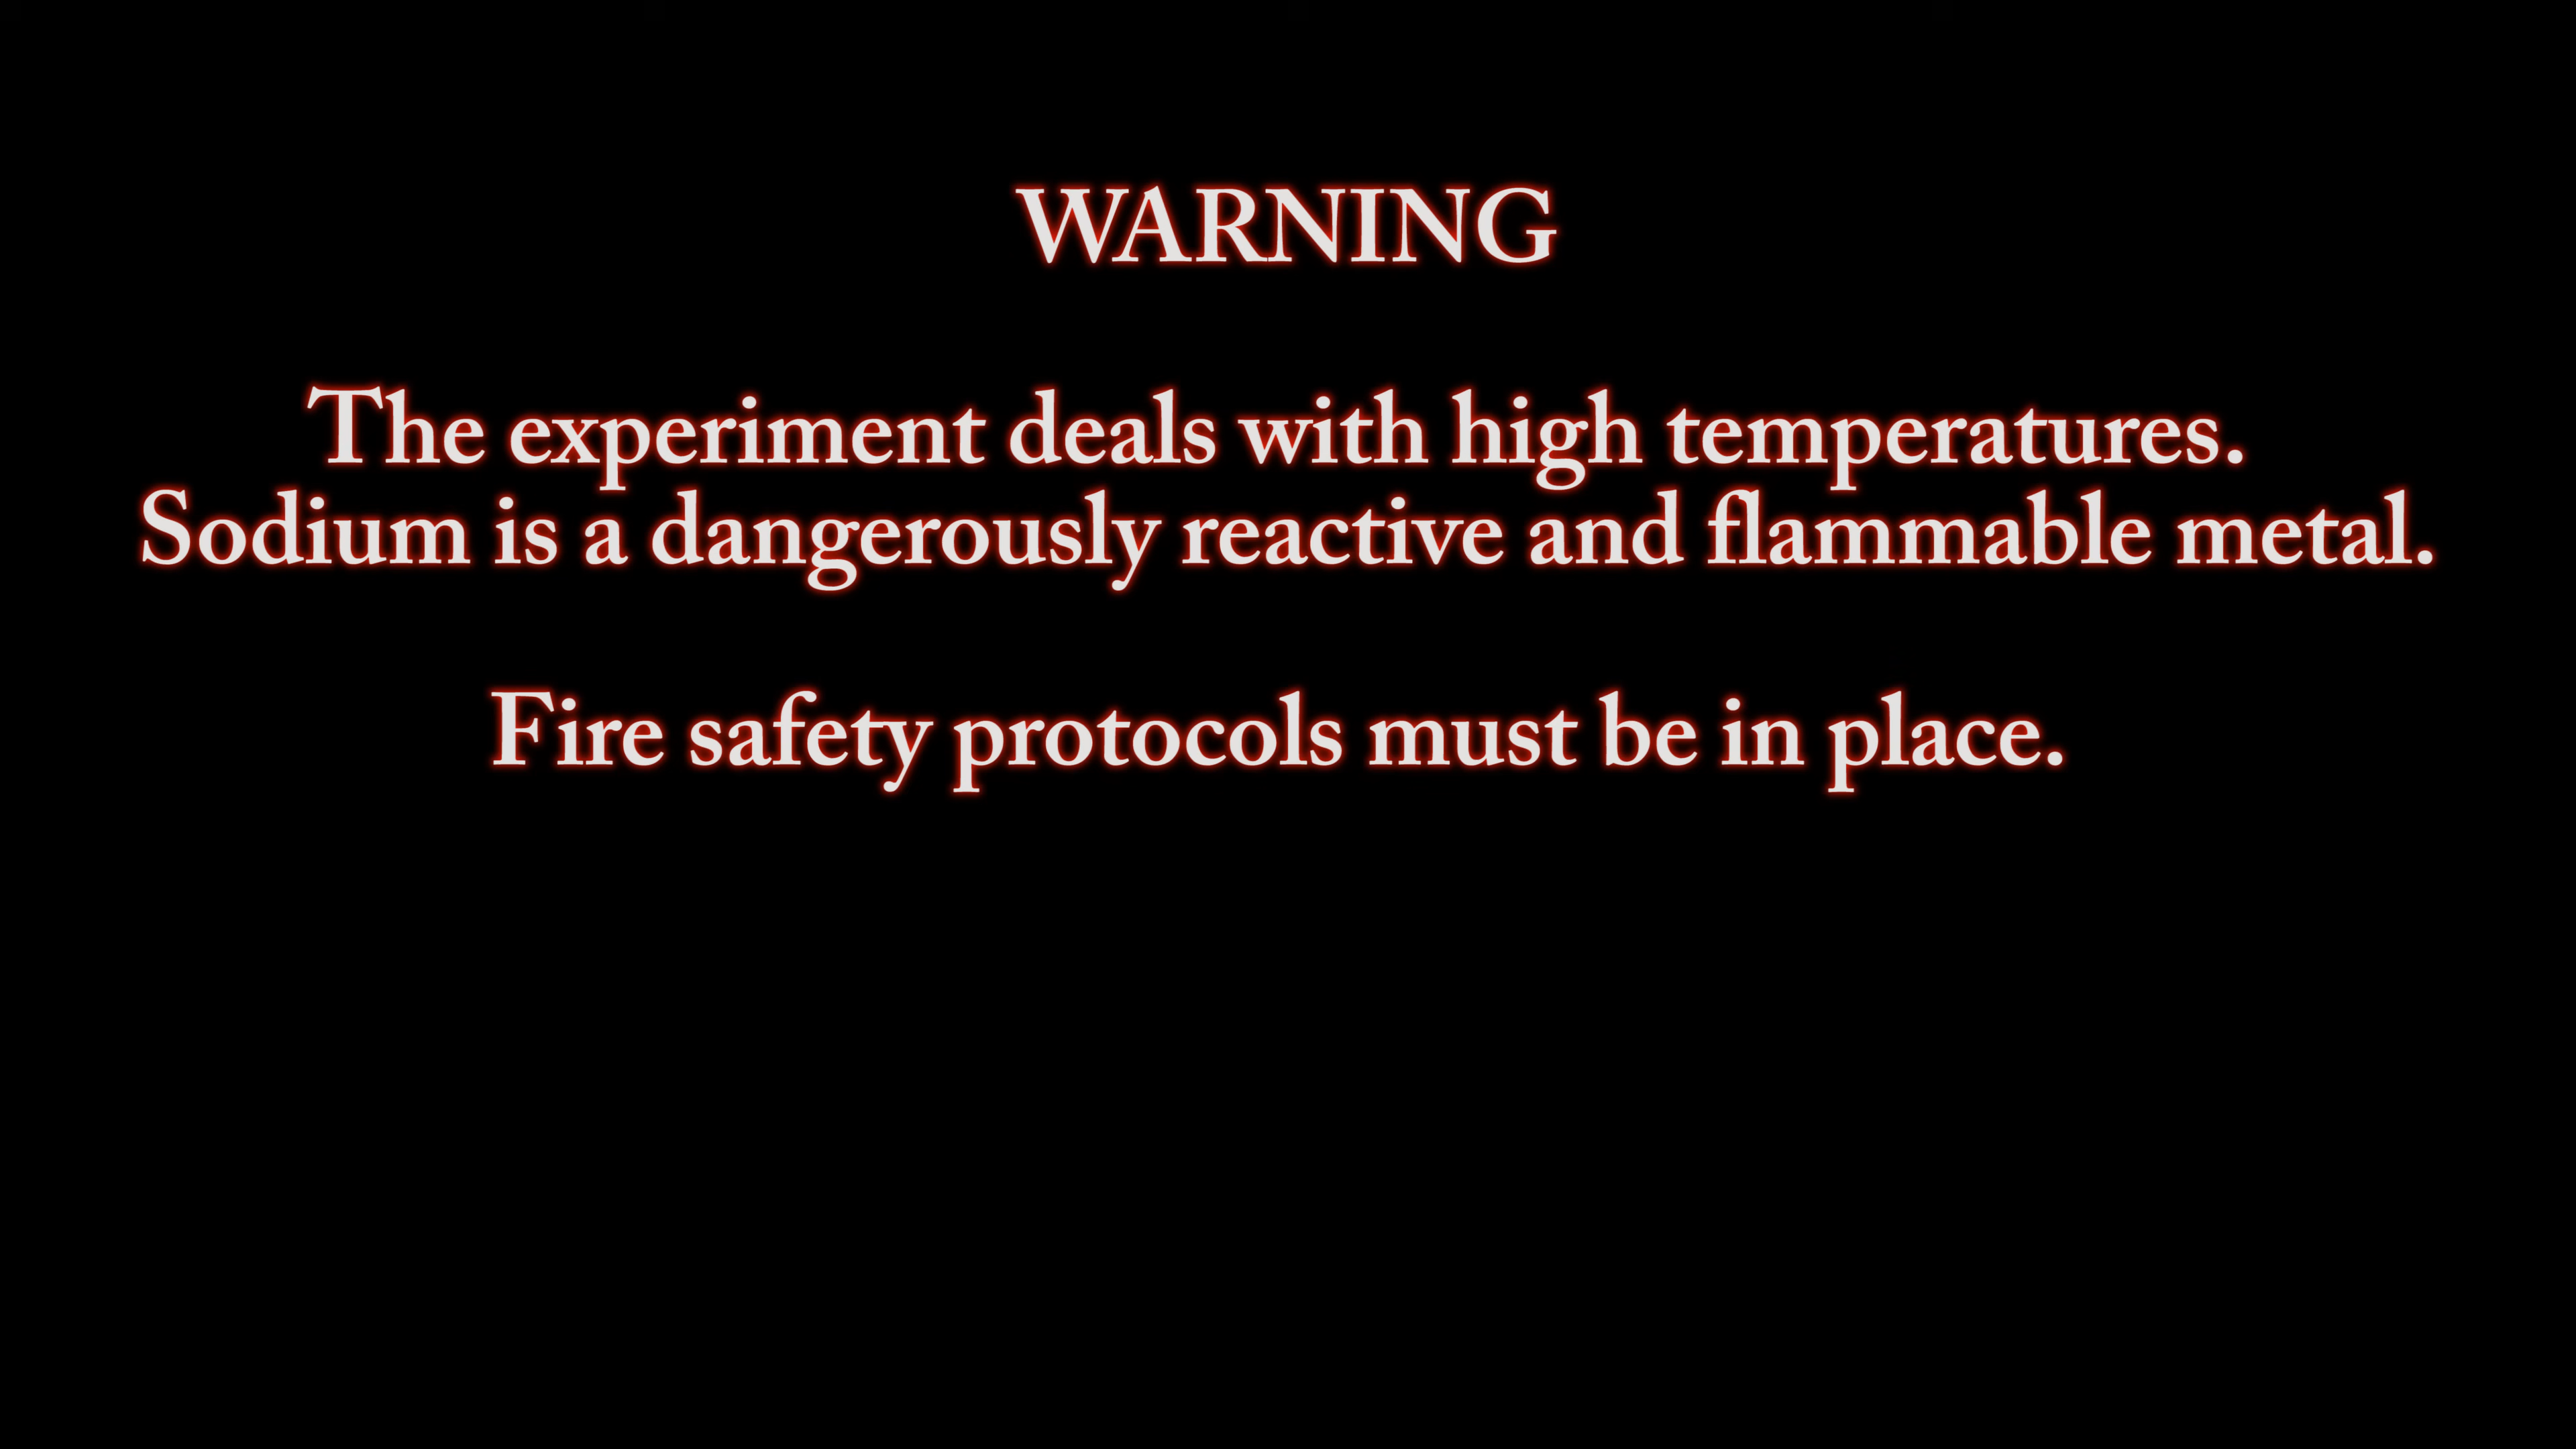 WARNING
The experiment deals with high temperatures.
Sodium is a dangerously reactive and flammable metal.
Fire safety protocols must be in place.